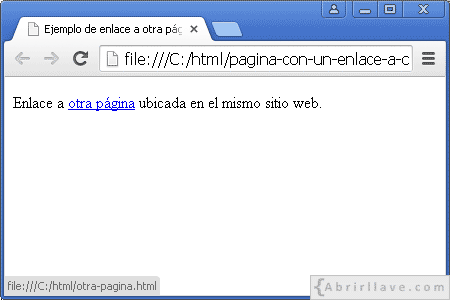 Ejemplo de enlace a otra pág
file:///C:/html/pagina-con-un-enlace-a-o
Enlace a otra página ubicada en el mismo sitio web.
file:///C:/html/otra-pagina.html
{Abrirllave.com